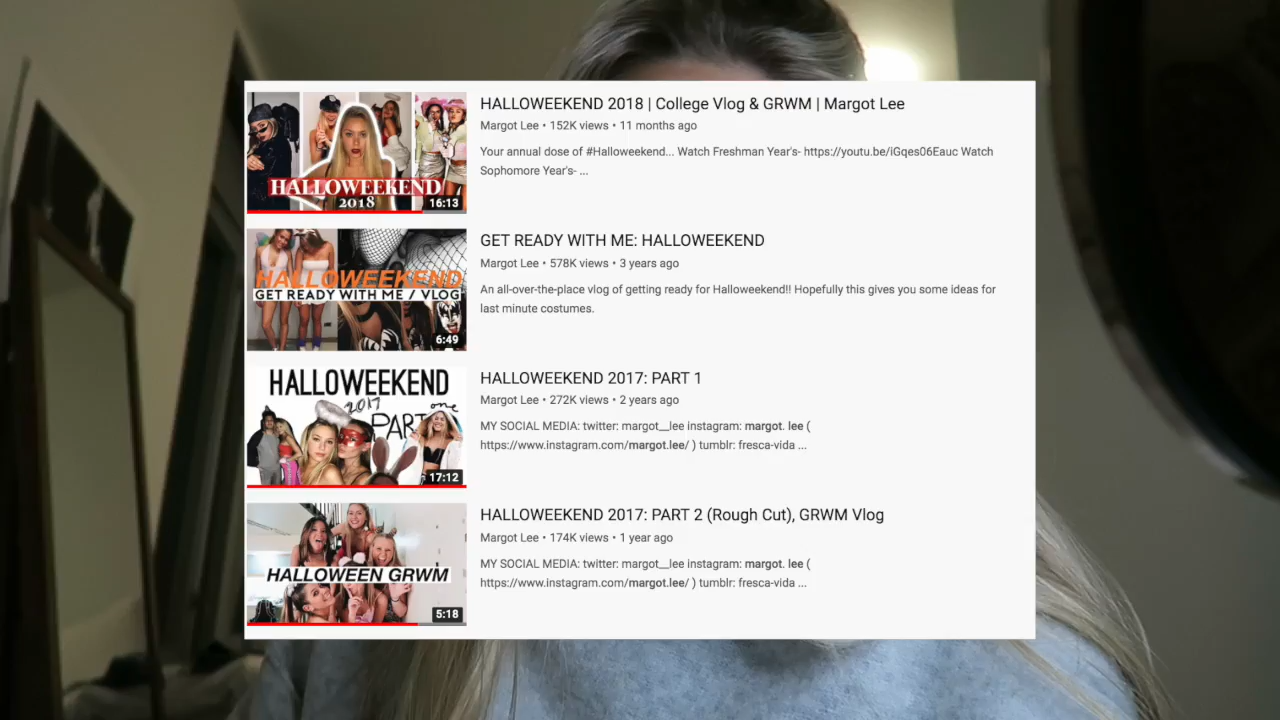 HALLOWEEKEND
2018
16:13
HALLOWEEKEND 2018 | College Vlog & GRWM | Margot Lee
Margot Lee • 152K views • 11 months ago
Your annual dose of #Halloweekend... Watch Freshman Year's- https://youtu.be/iGqes06Eauc Watch
Sophomore Year's- ...
HALLOWEEKEND
GET READY WITH ME / VLOG
6:49
GET READY WITH ME: HALLOWEEKEND
Margot Lee • 578K views • 3 years ago
An all-over-the-place vlog of getting ready for Halloweekend!! Hopefully this gives you some ideas for
last minute costumes.
HALLOWEEKEND
2017
PART one
17:12
HALLOWEEKEND 2017: PART 1
Margot Lee • 272K views • 2 years ago
MY SOCIAL MEDIA: twitter: margot__lee instagram: margot. lee (
https://www.instagram.com/margot.lee/ ) tumblr: fresca-vida ...
HALLOWEEN GRWM
5:18
HALLOWEEKEND 2017: PART 2 (Rough Cut), GRWM Vlog
Margot Lee • 174K views • 1 year ago
MY SOCIAL MEDIA: twitter: margot__lee instagram: margot. lee (
https://www.instagram.com/margot.lee/ ) tumblr: fresca-vida ...